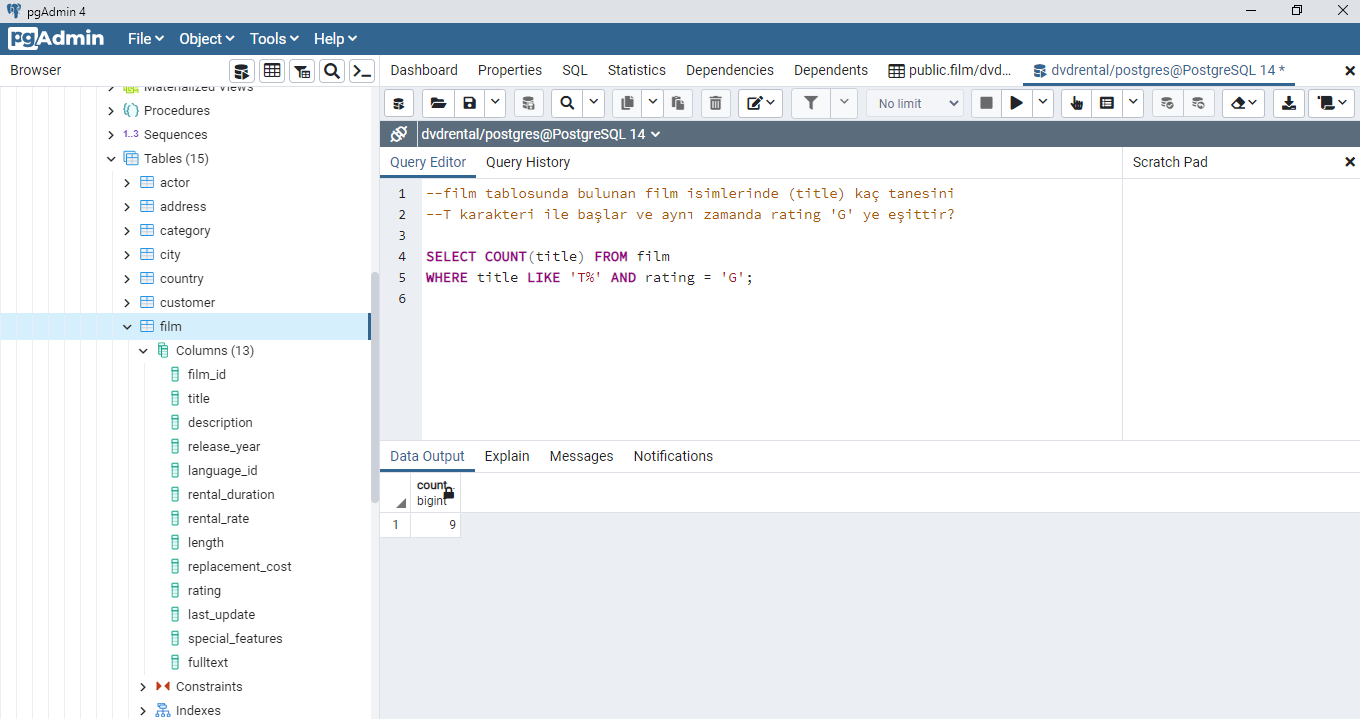 pgAdmin 4
pgAdmin
File Object Tools Help
Browser
Dashboard Properties SQL Statistics Dependencies Dependents public.film/dvd... dvdrental/postgres@PostgreSQL 14 *
No limit
dvdrental/postgres@PostgreSQL 14
Query Editor Query History
Scratch Pad
1 --film tablosunda bulunan film isimlerinde (title) kaç tanesini
2 --T karakteri ile başlar ve aynı zamanda rating 'G' ye eşittir?
3
4 SELECT COUNT(title) FROM film
5 WHERE title LIKE 'T%' AND rating = 'G';
6
Data Output Explain Messages Notifications
count
bigint
1 9
Materialized Views
Procedures
1..3 Sequences
Tables (15)
actor
address
category
city
country
customer
film
Columns (13)
film_id
title
description
release_year
language_id
rental_duration
rental_rate
length
replacement_cost
rating
last_update
special_features
fulltext
Constraints
Indexes